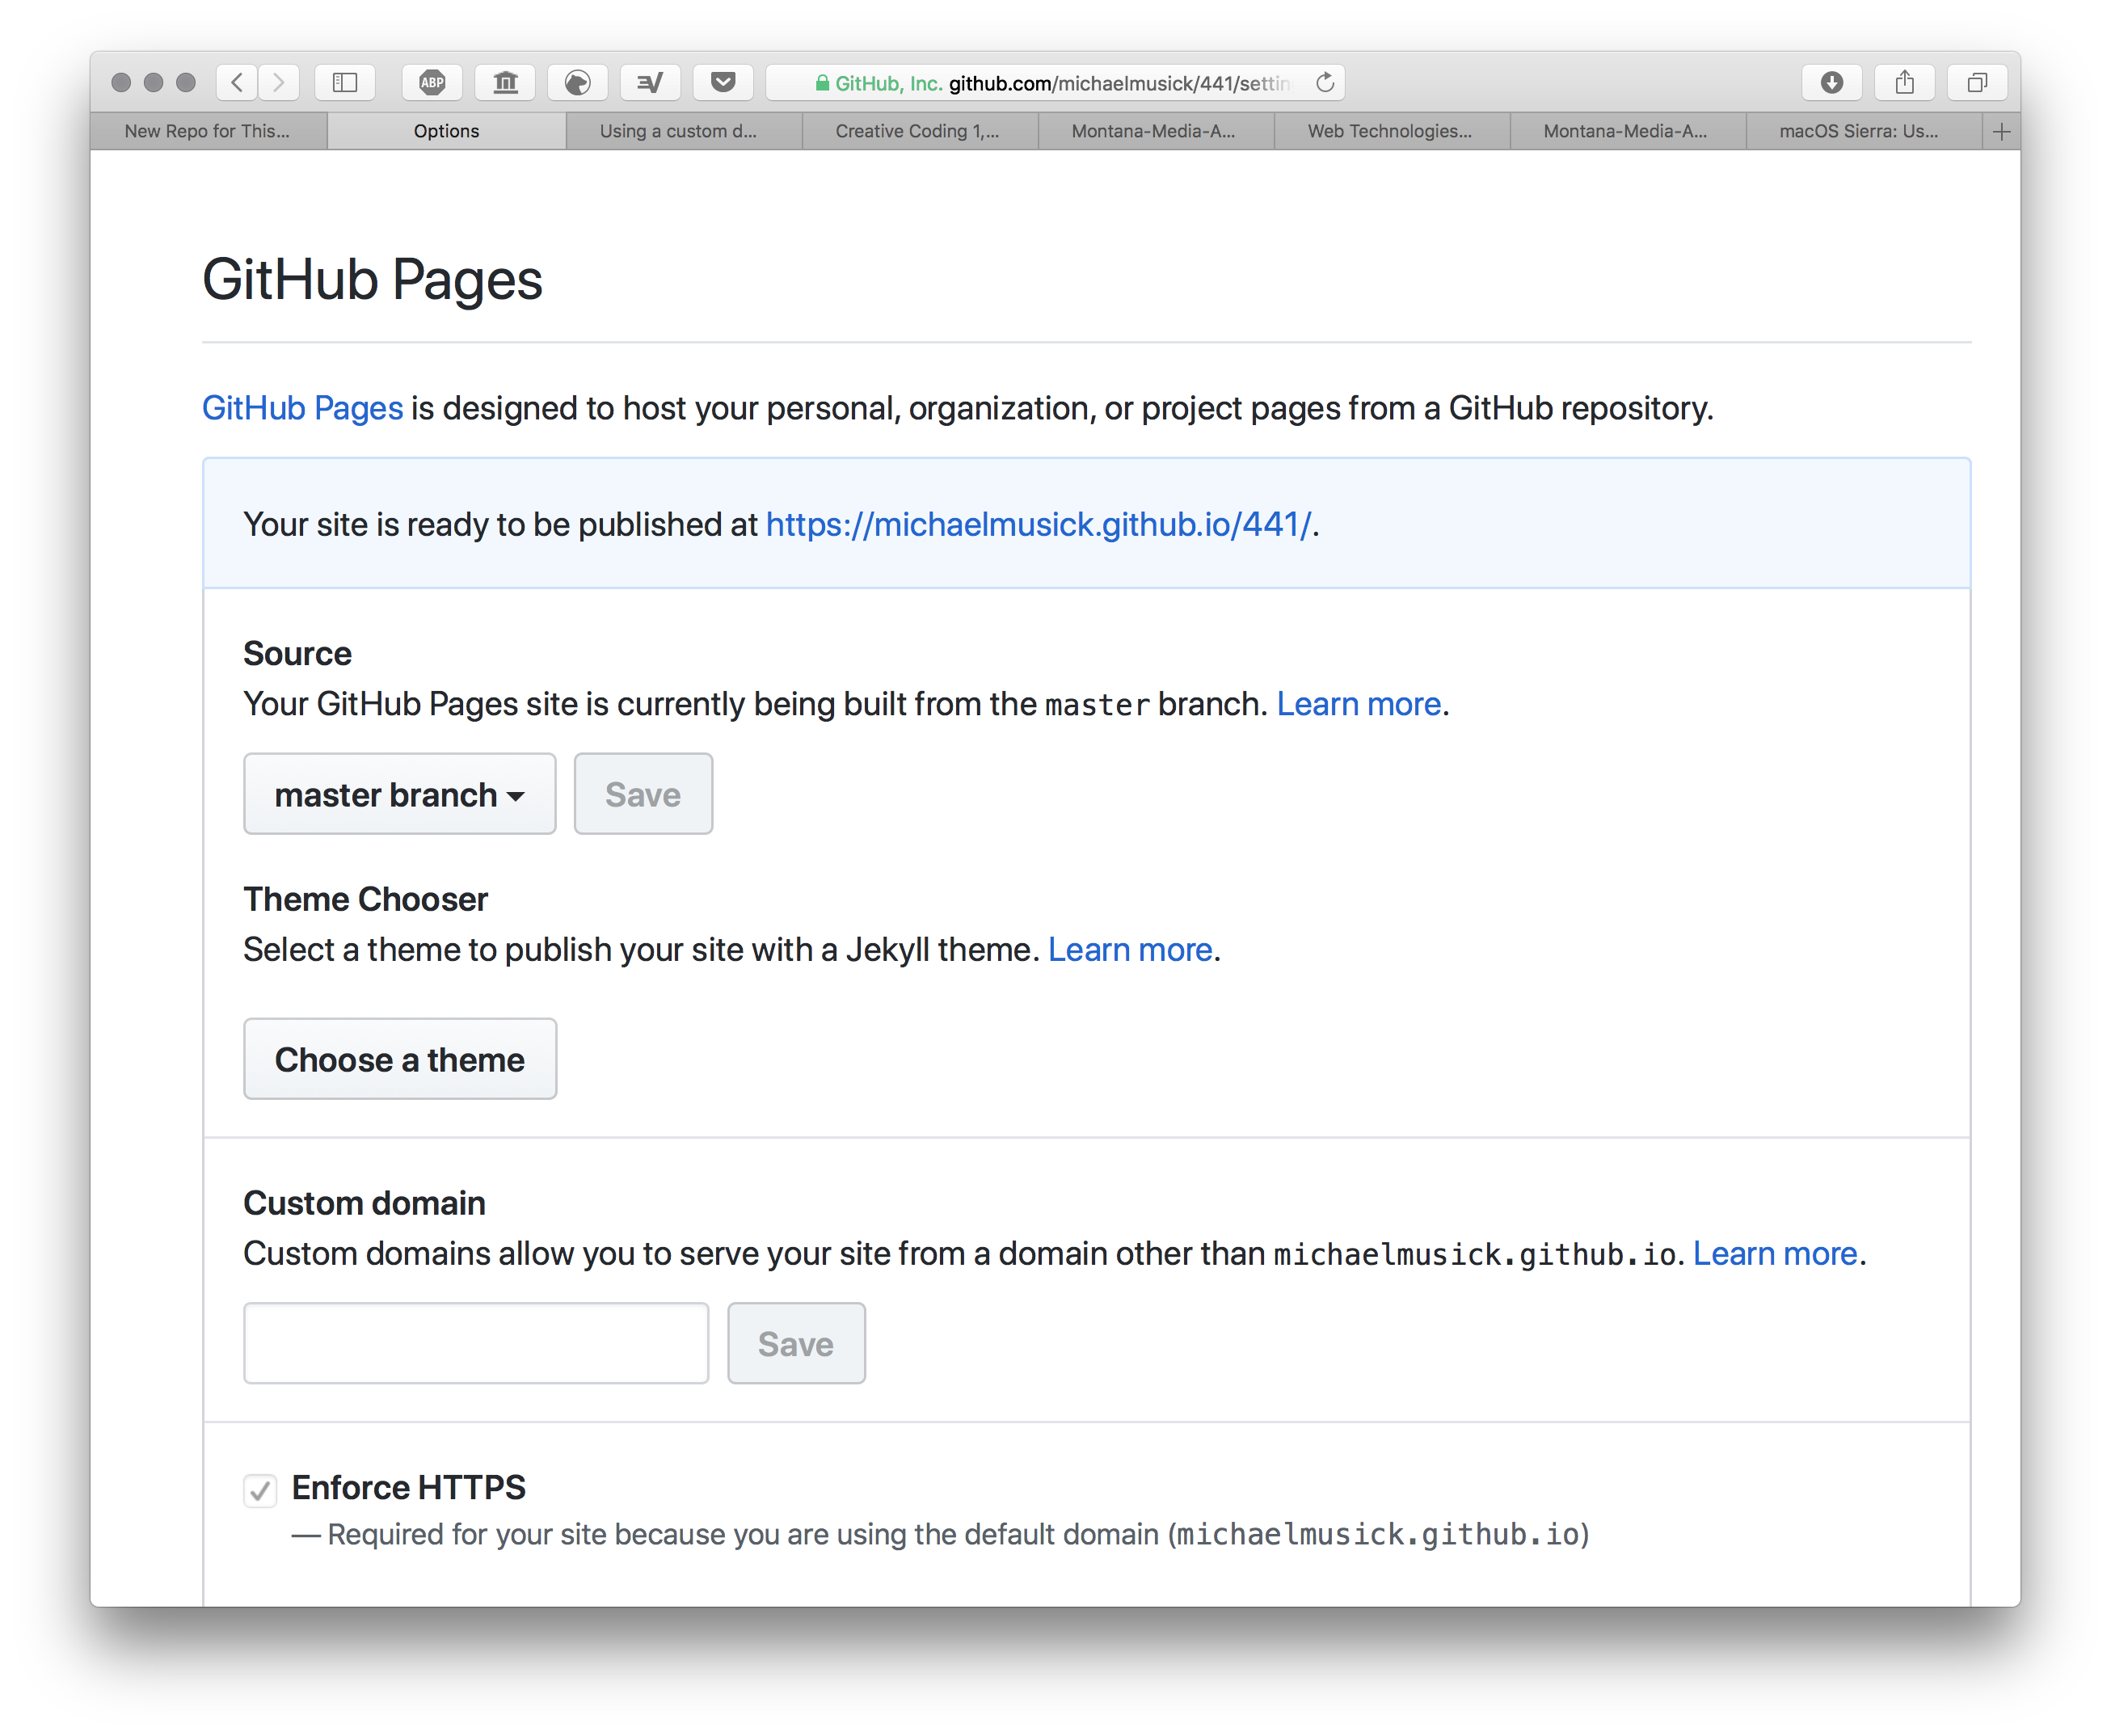 ABP
GitHub, Inc. github.com/michaelmusick/441/settin
New Repo for This...
Options
Using a custom d...
Creative Coding 1,...
Montana-Media-A...
Web Technologies...
Montana-Media-A...
macOS Sierra: Us...
GitHub Pages
GitHub Pages is designed to host your personal, organization, or project pages from a GitHub repository.
Your site is ready to be published at https://michaelmusick.github.io/441/.
Source
Your GitHub Pages site is currently being built from the master branch. Learn more.
master branch
Save
Theme Chooser
Select a theme to publish your site with a Jekyll theme. Learn more.
Choose a theme
Custom domain
Custom domains allow you to serve your site from a domain other than michaelmusick.github.io. Learn more.
Save
Enforce HTTPS
— Required for your site because you are using the default domain (michaelmusick.github.io)